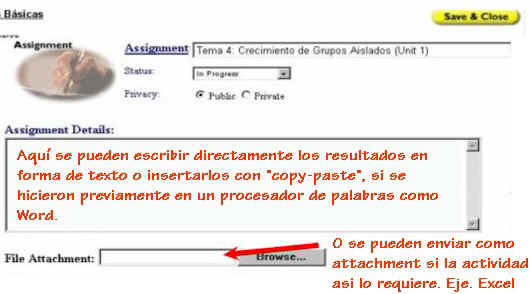 Básicas
Save & Close
Assignment
Assignment Tema 4: Crecimiento de Grupos Aislados (Unit 1)
Status: In Progress
Privacy: Public Private
Assignment Details:
Aquí se pueden escribir directamente los resultados en
forma de texto o insertarlos con "copy-paste", si se
hicieron previamente en un procesador de palabras como
Word.
File Attachment: Browse...
O se pueden enviar como
attachment si la actividad
asi lo requiere. Eje. Excel